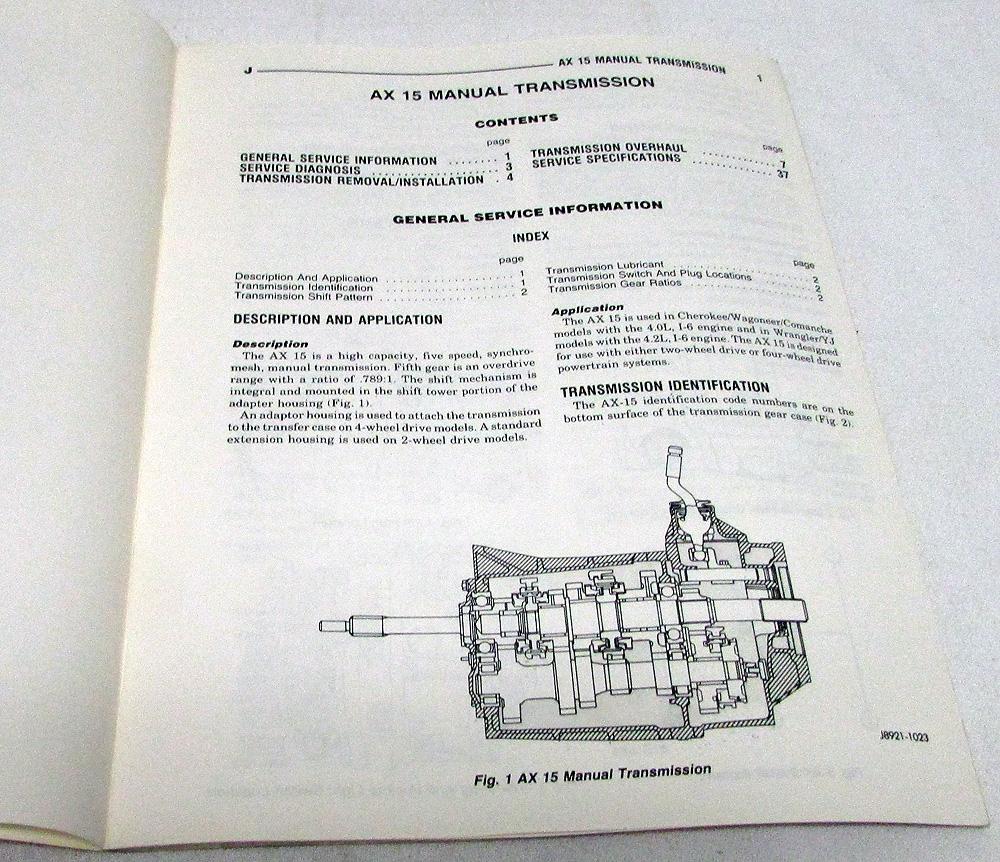 J AX 15 MANUAL TRANSMISSION 1
AX 15 MANUAL TRANSMISSION
CONTENTS
page
GENERAL SERVICE INFORMATION ........ 1
SERVICE DIAGNOSIS .................... 3
TRANSMISSION REMOVAL/INSTALLATION . 4
page
TRANSMISSION OVERHAUL ............ 7
SERVICE SPECIFICATIONS ............ 37
GENERAL SERVICE INFORMATION
INDEX
page
Description And Application .................... 1
Transmission Identification .................... 1
Transmission Shift Pattern .................... 2
page
Transmission Lubricant .................... 2
Transmission Switch And Plug Locations ........ 2
Transmission Gear Ratios .................... 2
DESCRIPTION AND APPLICATION
Description
The AX 15 is a high capacity, five speed, synchro-
mesh, manual transmission. Fifth gear is an overdrive
range with a ratio of .789:1. The shift mechanism is
integral and mounted in the shift tower portion of the
adapter housing (Fig. 1).
An adaptor housing is used to attach the transmission
to the transfer case on 4-wheel drive models. A standard
extension housing is used on 2-wheel drive models.
Application
The AX 15 is used in Cherokee/Wagoneer/Comanche
models with the 4.0L, I-6 engine and in Wrangler/YJ
models with the 4.2L, I-6 engine. The AX 15 is designed
for use with either two-wheel drive or four-wheel drive
powertrain systems.
TRANSMISSION IDENTIFICATION
The AX-15 identification code numbers are on the
bottom surface of the transmission gear case (Fig. 2).
J8921-1023
Fig. 1 AX 15 Manual Transmission